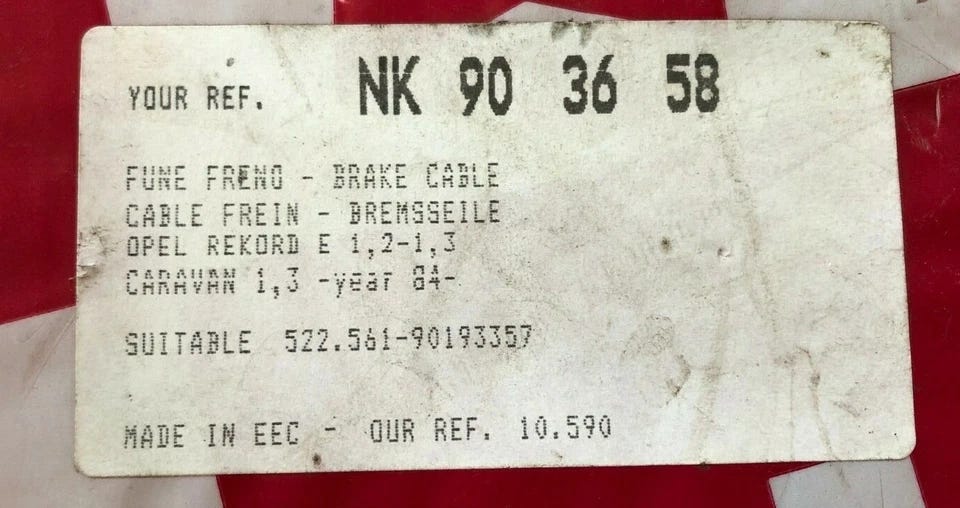 YOUR REF. NK 90 36 58
FUNE FRENO - BRAKE CABLE
CABLE FREIN - BREMSSEILE
OPEL REKORD E 1,2-1,3
CARAVAN 1,3 -year 84-
SUITABLE 522.561-90193357
MADE IN EEC - OUR REF. 10.590